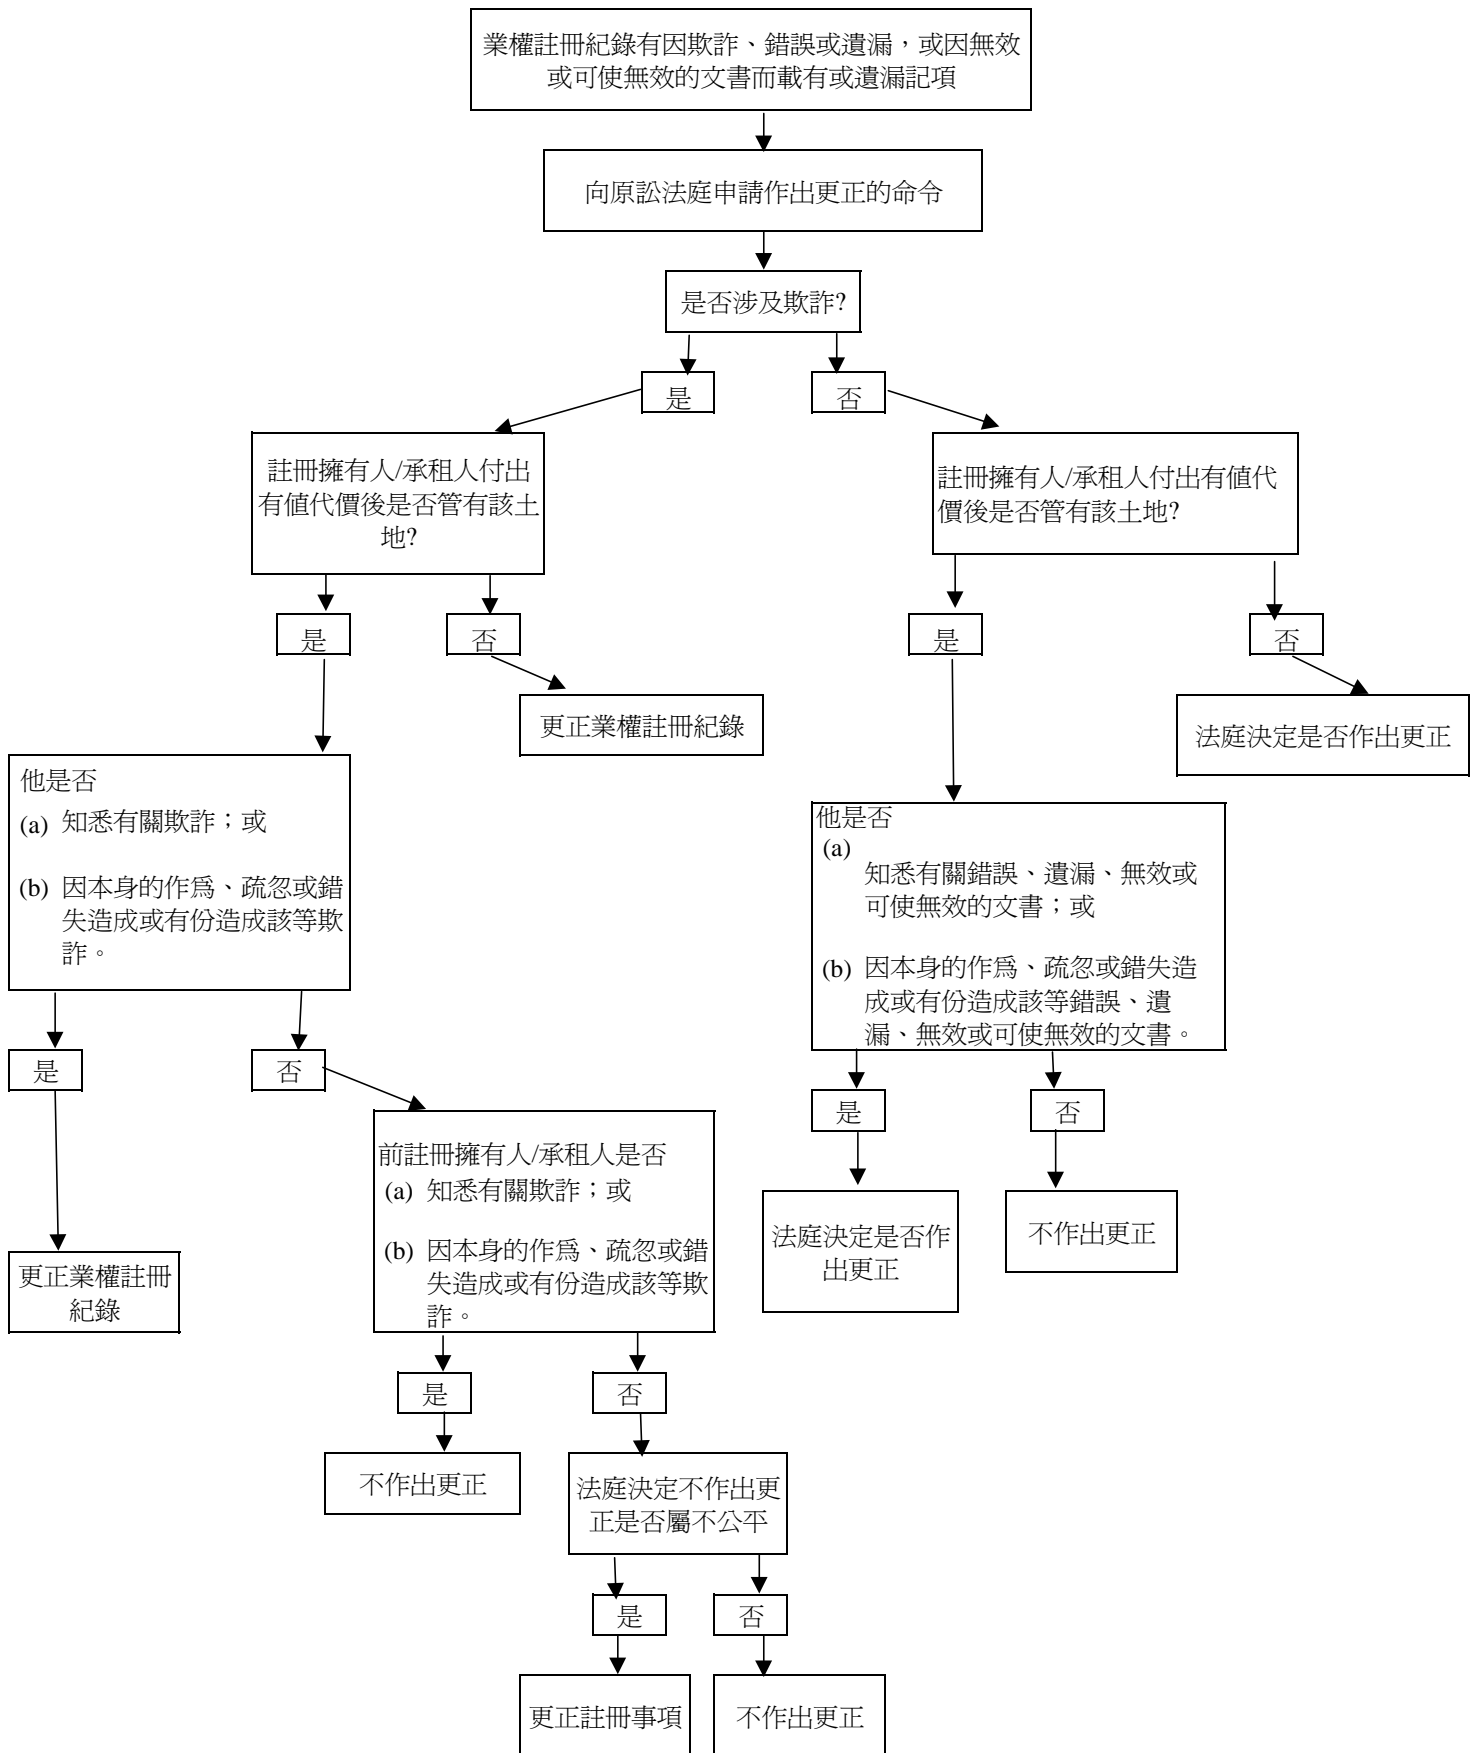 業權註冊紀錄有因欺詐、錯誤或遺漏，或因無效
或可使無效的文書而載有或遺漏記項
向原訟法庭申請作出更正的命令
是否涉及欺詐?
是
否
註冊擁有人/承租人付出
有值代價後是否管有該土
地?
註冊擁有人/承租人付出有值代
價後是否管有該土地?
是
否
是
否
更正業權註冊紀錄
法庭決定是否作出更正
他是否
(a) 知悉有關欺詐；或
(b) 因本身的作為、疏忽或錯
失造成或有份造成該等欺
詐。
他是否
(a)
知悉有關錯誤、遺漏、無效或
可使無效的文書；或
(b) 因本身的作為、疏忽或錯失造
成或有份造成該等錯誤、遺
漏、無效或可使無效的文書。
是
否
是
否
前註冊擁有人/承租人是否
(a) 知悉有關欺詐；或
(b) 因本身的作為、疏忽或錯
失造成或有份造成該等欺
詐。
法庭決定是否作
出更正
不作出更正
更正業權註冊
紀錄
是
否
不作出更正
法庭決定不作出更
正是否屬不公平
是
否
更正註冊事項
不作出更正